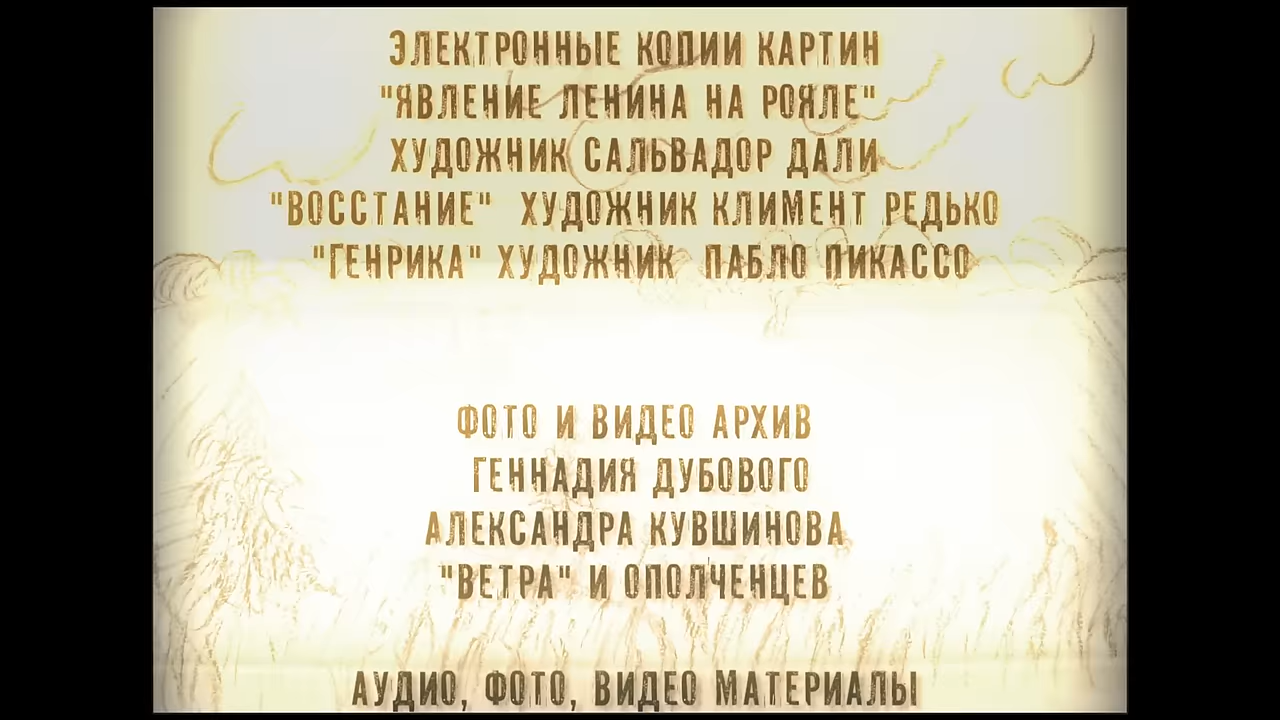 ЭЛЕКТРОННЫЕ КОПИИ КАРТИН
"ЯВЛЕНИЕ ЛЕНИНА НА РОЯЛЕ"
ХУДОЖНИК САЛЬВАДОР ДАЛИ
"ВОССТАНИЕ" ХУДОЖНИК КЛИМЕНТ РЕДЬКО
"ГЕНРИКА" ХУДОЖНИК ПАБЛО ПИКАССО
ФОТО И ВИДЕО АРХИВ
ГЕННАДИЯ ДУБОВОГО
АЛЕКСАНДРА КУВШИНОВА
"ВЕТРА" И ОПОЛЧЕНЦЕВ
АУДИО, ФОТО, ВИДЕО МАТЕРИАЛЫ